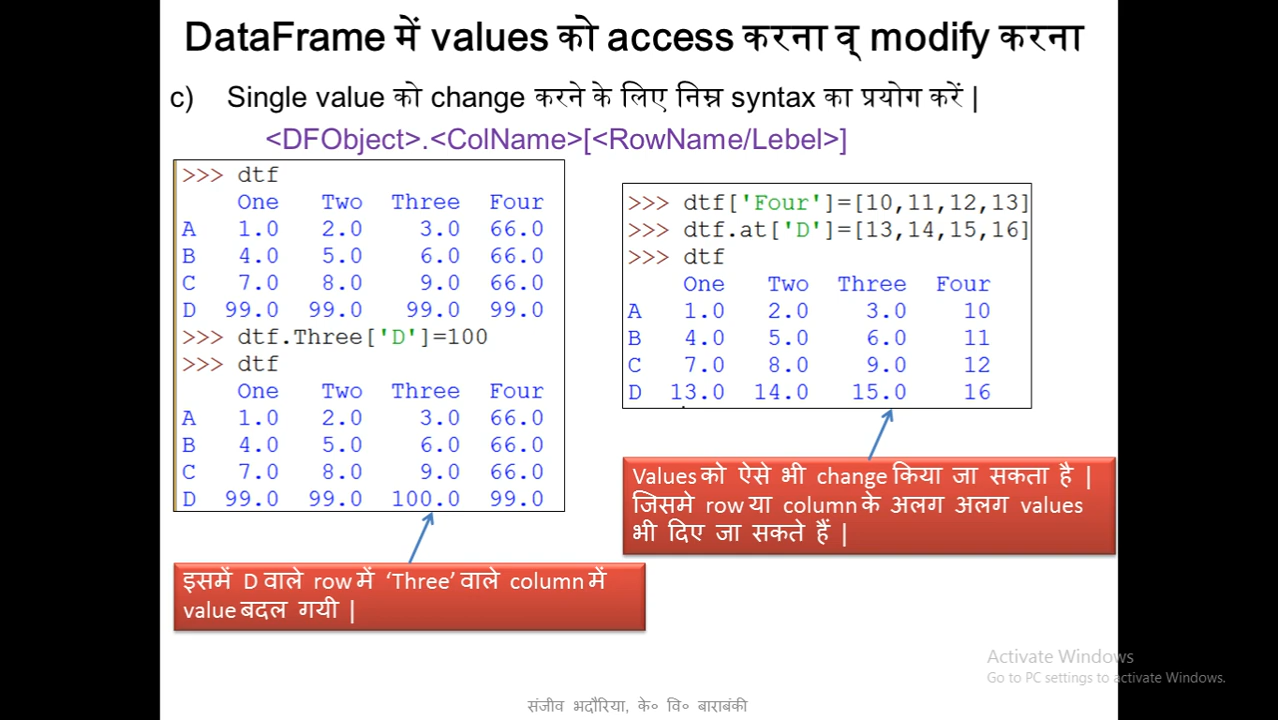 DataFrame में values को access करना व् modify करना
c) Single value को change करने के लिए निम्न syntax का प्रयोग करें |
<DFObject>.<ColName>[<RowName/Lebel>]
>>> dtf
One Two Three Four
A 1.0 2.0 3.0 66.0
B 4.0 5.0 6.0 66.0
C 7.0 8.0 9.0 66.0
D 99.0 99.0 99.0 99.0
>>> dtf.Three['D']=100
>>> dtf
One Two Three Four
A 1.0 2.0 3.0 66.0
B 4.0 5.0 6.0 66.0
C 7.0 8.0 9.0 66.0
D 99.0 99.0 100.0 99.0
इसमें D वाले row में ‘Three’ वाले column में
value बदल गयी |
>>> dtf['Four']=[10,11,12,13]
>>> dtf.at['D']=[13,14,15,16]
>>> dtf
One Two Three Four
A 1.0 2.0 3.0 10
B 4.0 5.0 6.0 11
C 7.0 8.0 9.0 12
D 13.0 14.0 15.0 16
Values को ऐसे भी change किया जा सकता है |
जिसमे row या column के अलग अलग values
भी दिए जा सकते हैं |
Activate Windows
Go to PC settings to activate Windows.
संजीव भदौरिया, के० वि० बाराबंकी